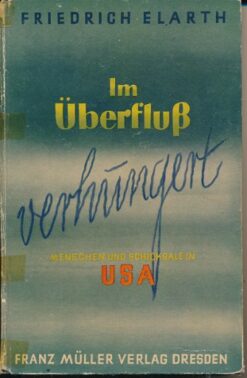 FRIEDRICH ELARTH
Im
Überfluß
verhungert
MENSCHEN UND SCHICKSALE IN
USA
FRANZ MÜLLER VERLAG DRESDEN